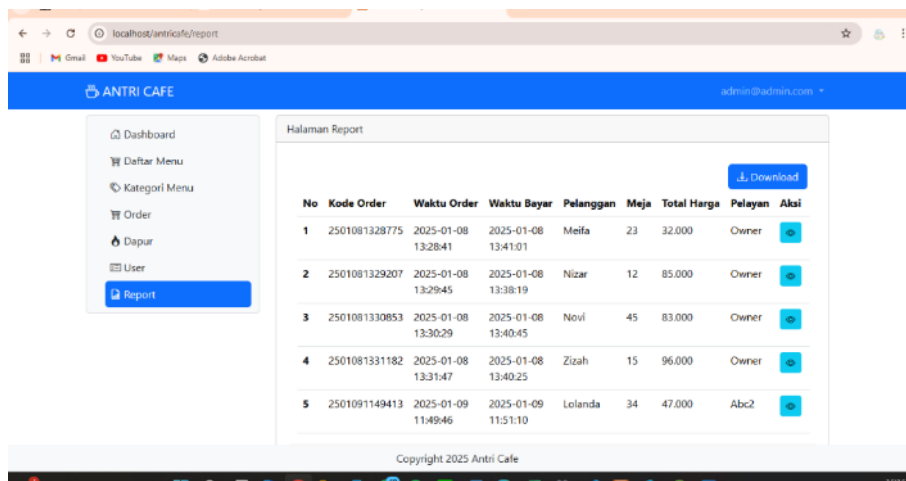 localhost/antricafe/report
Gmail YouTube Maps Adobe Acrobat
ANTRI CAFE admin@admin.com
Dashboard
Daftar Menu
Kategori Menu
Order
Dapur
User
Report
Halaman Report
Download
No Kode Order Waktu Order Waktu Bayar Pelanggan Meja Total Harga Pelayan Aksi
1 2501081328775 2025-01-08 2025-01-08 Meifa 23 32.000 Owner
13:28:41 13:41:01
2 2501081329207 2025-01-08 2025-01-08 Nizar 12 85.000 Owner
13:29:45 13:38:19
3 2501081330853 2025-01-08 2025-01-08 Novi 45 83.000 Owner
13:30:29 13:40:45
4 2501081331182 2025-01-08 2025-01-08 Zizah 15 96.000 Owner
13:31:47 13:40:25
5 2501091149413 2025-01-09 2025-01-09 Lolanda 34 47.000 Abc2
11:49:46 11:51:10
Copyright 2025 Antri Cafe